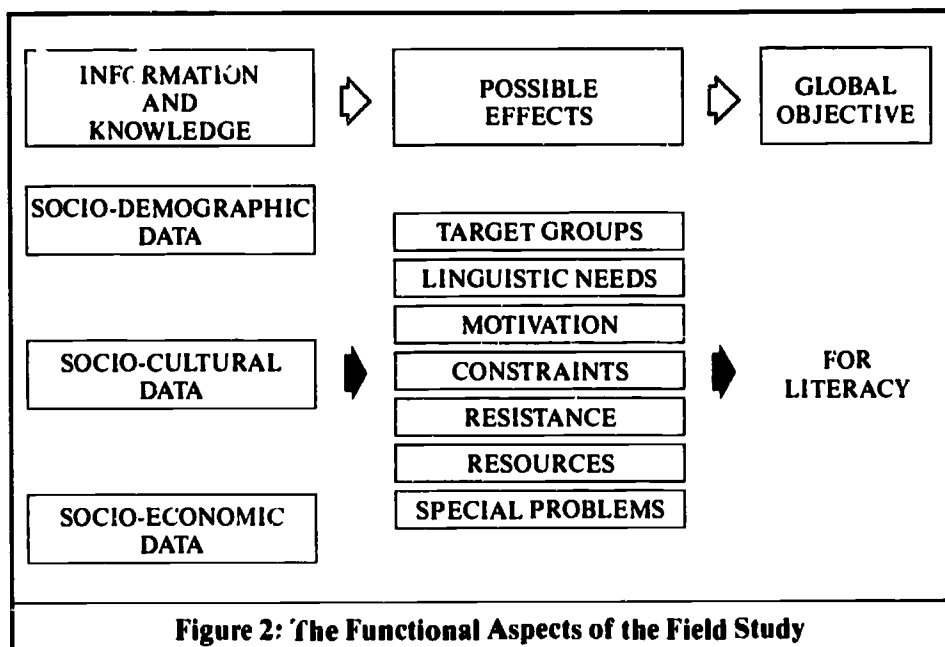 INFORMATION
AND
KNOWLEDGE
POSSIBLE
EFFECTS
GLOBAL
OBJECTIVE
SOCIO-DEMOGRAPHIC
DATA
SOCIO-CULTURAL
DATA
SOCIO-ECONOMIC
DATA
TARGET GROUPS
LINGUISTIC NEEDS
MOTIVATION
CONSTRAINTS
RESISTANCE
RESOURCES
SPECIAL PROBLEMS
FOR
LITERACY
Figure 2: The Functional Aspects of the Field Study